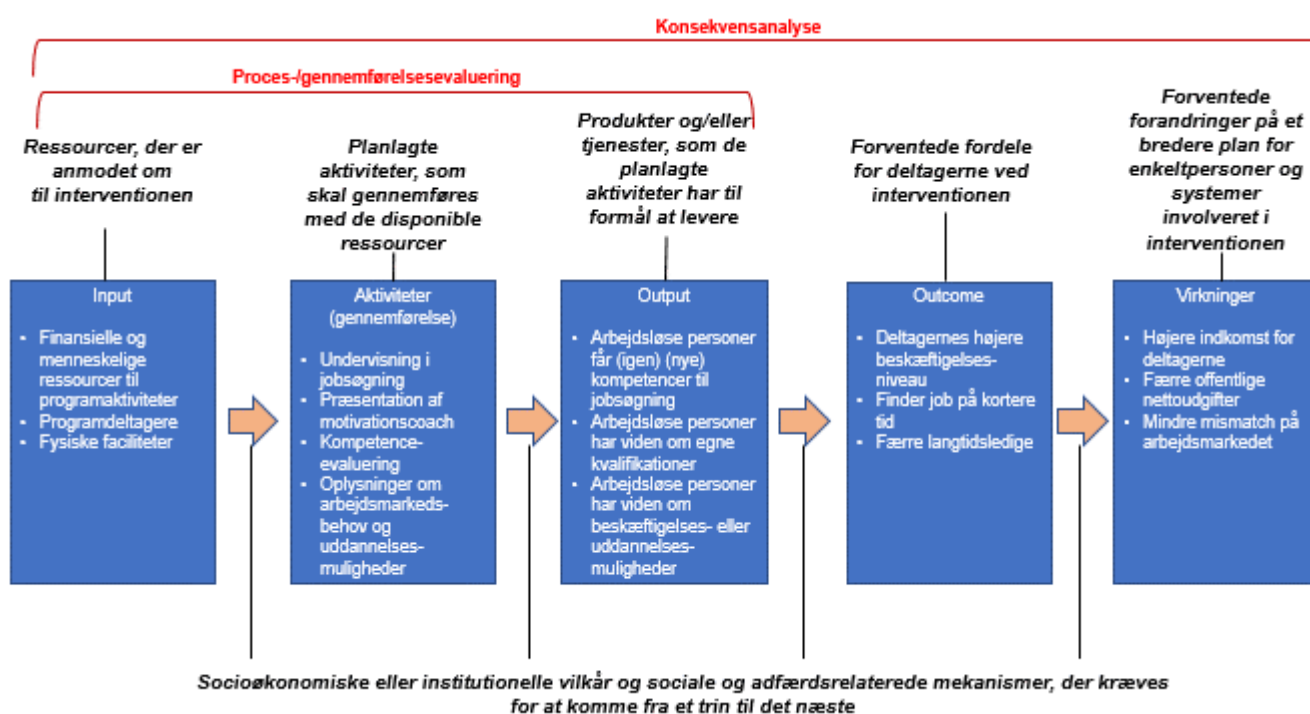 Konsekvensanalyse
Proces-/gennemførelsesevaluering
Ressourcer, der er
anmodet om
til interventionen
Planlagte
aktiviteter, som
skal gennemføres
med de disponible
ressourcer
Produkter og/eller
tjenester, som de
planlagte
aktiviteter har til
formål at levere
Forventede fordele
for deltagerne ved
interventionen
Forventede
forandringer på et
bredere plan for
enkeltpersoner og
systemer
involveret i
interventionen
Input
• Finansielle og
menneskelige
ressourcer til
programaktiviteter
• Programdeltagere
• Fysiske faciliteter
Aktiviteter
(gennemførelse)
• Undervisning i
jobsøgning
• Præsentation af
motivationscoach
• Kompetence-
evaluering
• Oplysninger om
arbejdsmarkeds-
behov og
uddannelses-
muligheder
Output
• Arbejdsløse personer
får (igen) (nye)
kompetencer til
jobsøgning
• Arbejdsløse personer
har viden om egne
kvalifikationer
• Arbejdsløse personer
har viden om
beskæftigelses- eller
uddannelses-
muligheder
Outcome
• Deltagernes højere
beskæftigelses-
niveau
• Finder job på kortere
tid
• Færre langtidsledige
Virkninger
• Højere indkomst for
deltagerne
• Færre offentlige
nettoudgifter
• Mindre mismatch på
arbejdsmarkedet
Socioøkonomiske eller institutionelle vilkår og sociale og adfærdsrelaterede mekanismer, der kræves
for at komme fra et trin til det næste